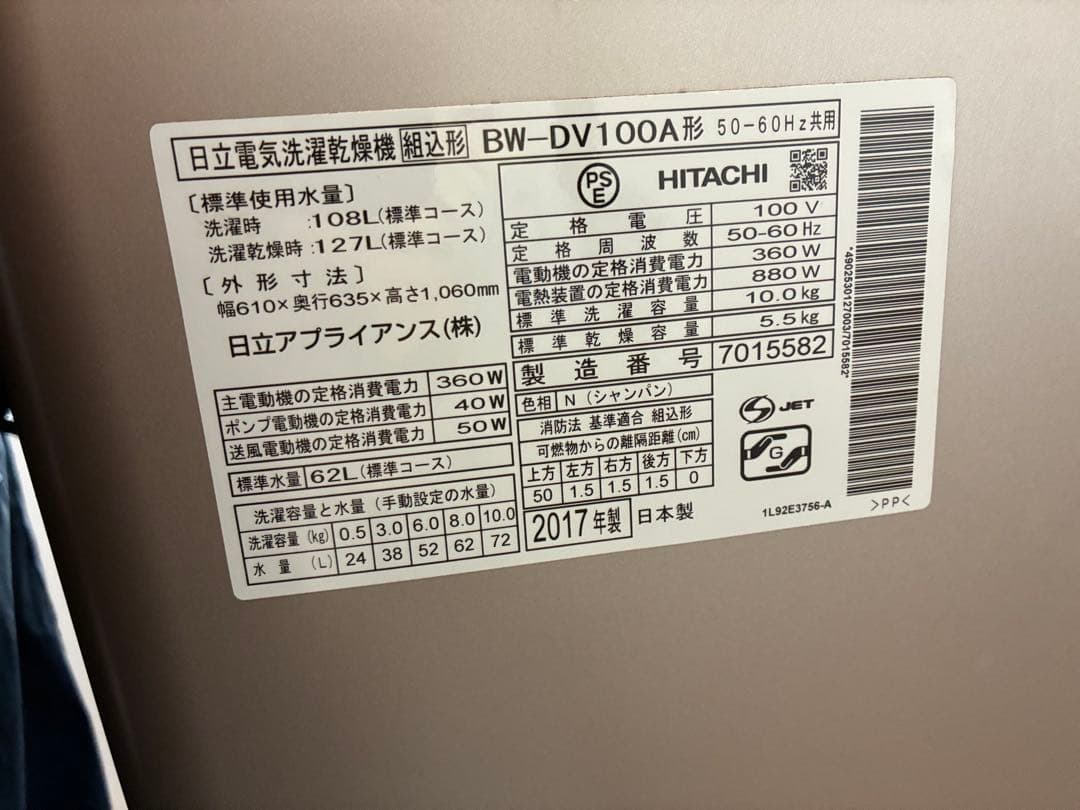 日立電気洗濯乾燥機 組込形 BW-DV100A形 50-60Hz共用
〔標準使用水量〕
洗濯時 :108L(標準コース)
洗濯乾燥時:127L(標準コース)
〔外形寸法〕
幅610×奥行635×高さ1,060mm
日立アプライアンス(株)
主電動機の定格消費電力 360W
ポンプ電動機の定格消費電力 40W
送風電動機の定格消費電力 50W
標準水量 62L(標準コース)
洗濯容量と水量(手動設定の水量)
洗濯容量(kg) 0.5 3.0 6.0 8.0 10.0
水量(L) 24 38 52 62 72
PSE HITACHI
定格電圧 100V
定格周波数 50-60Hz
電動機の定格消費電力 360W
電熱装置の定格消費電力 880W
標準洗濯容量 10.0kg
標準乾燥容量 5.5kg
製造番号 7015582
色相 N(シャンパン)
消防法 基準適合 組込形
可燃物からの離隔距離(cm)
上方 左方 右方 後方 下方
50 1.5 1.5 1.5 0
2017年製 日本製
S JET
G
1L92E3756-A
>PP<
*4902530127003/7015582*